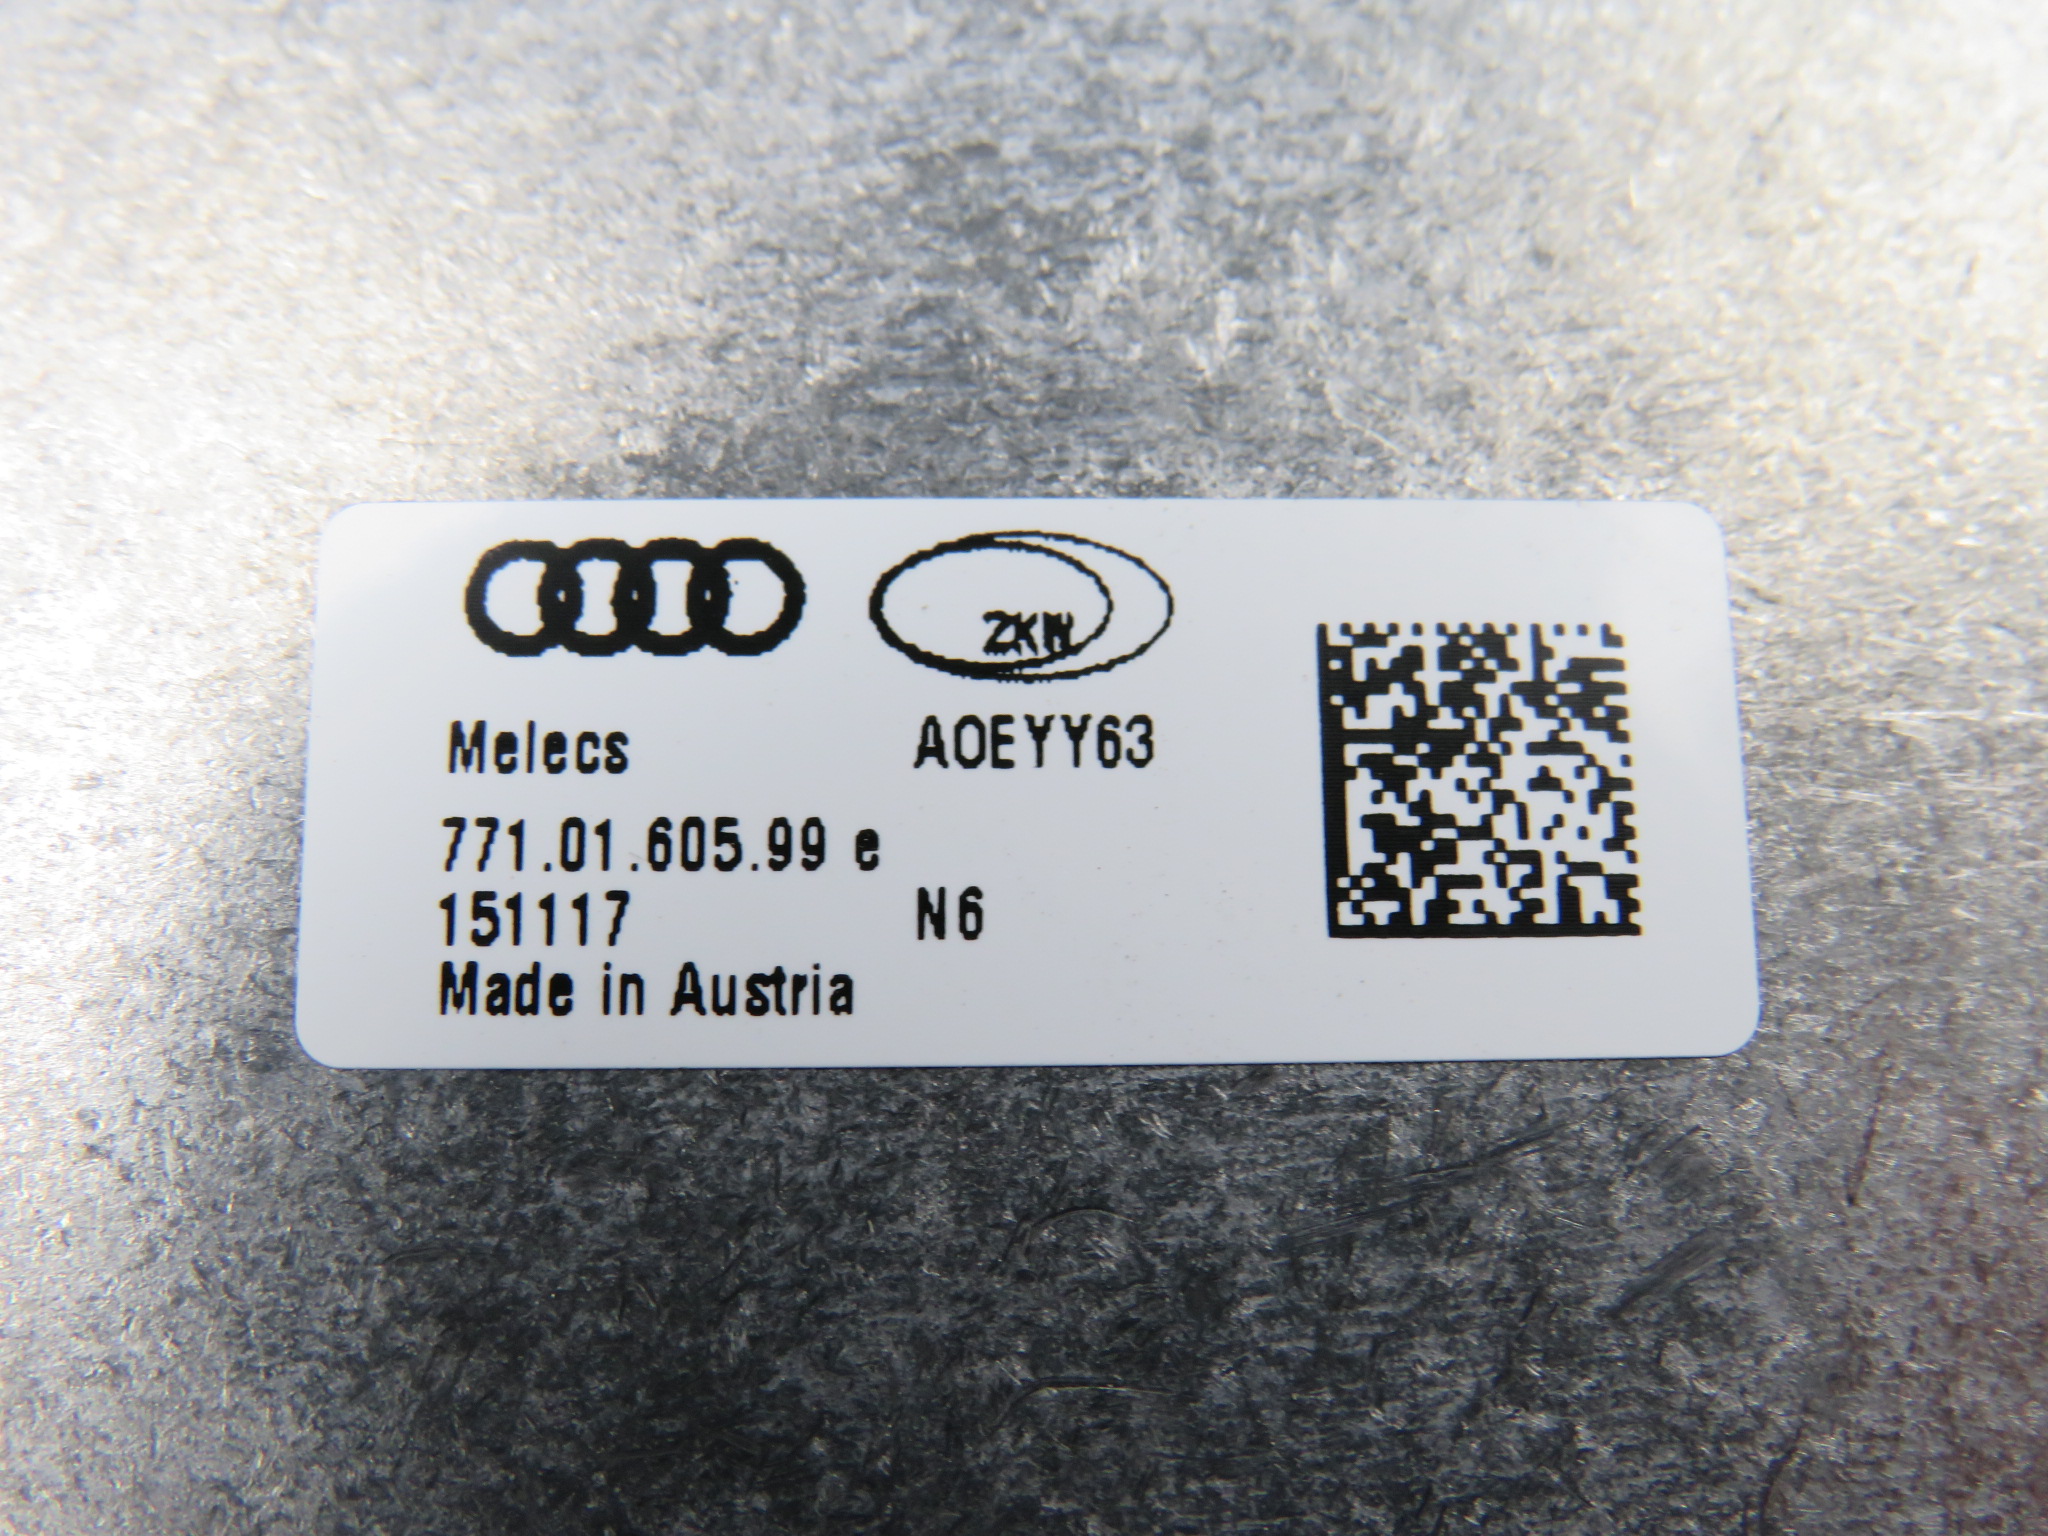 ZKW
Melecs AOEYY63
771.01.605.99 e
151117 N6
Made in Austria